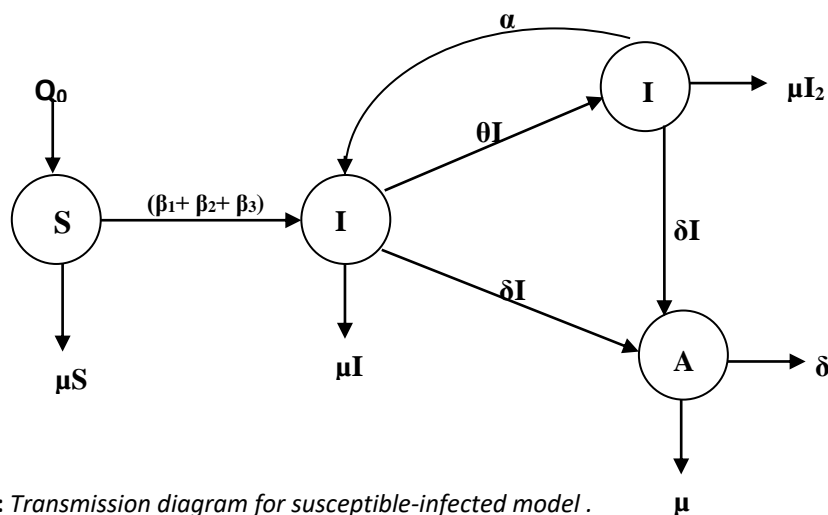 α
Q₀
I
μI₂
θI
(β₁+ β₂+ β₃)
S
I
δI
δI
μS
μI
A
δ
μ
: Transmission diagram for susceptible-infected model .